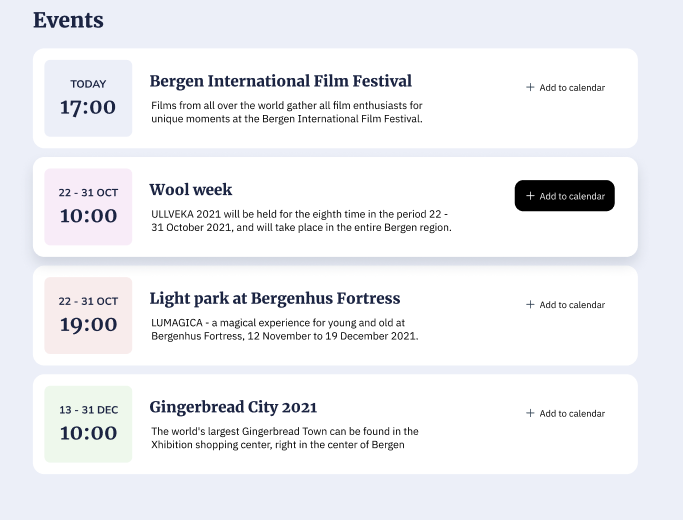 Events
TODAY
17:00
Bergen International Film Festival
Films from all over the world gather all film enthusiasts for
unique moments at the Bergen International Film Festival.
+ Add to calendar
22 - 31 OCT
10:00
Wool week
ULLVEKA 2021 will be held for the eighth time in the period 22 -
31 October 2021, and will take place in the entire Bergen region.
+ Add to calendar
22 - 31 OCT
19:00
Light park at Bergenhus Fortress
LUMAGICA - a magical experience for young and old at
Bergenhus Fortress, 12 November to 19 December 2021.
+ Add to calendar
13 - 31 DEC
10:00
Gingerbread City 2021
The world's largest Gingerbread Town can be found in the
Xhibition shopping center, right in the center of Bergen
+ Add to calendar